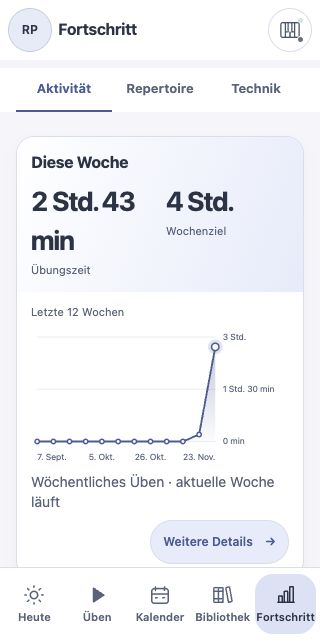 RP Fortschritt
Aktivität Repertoire Technik
Diese Woche
2 Std. 43 min
Übungszeit
4 Std.
Wochenziel
Letzte 12 Wochen
3 Std.
1 Std. 30 min
0 min
7. Sept. 5. Okt. 26. Okt. 23. Nov.
Wöchentliches Üben · aktuelle Woche
läuft
Weitere Details →
Heute Üben Kalender Bibliothek Fortschritt